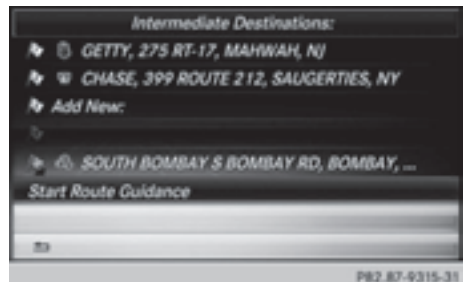 Intermediate Destinations:
GETTY, 275 RT-17, MAHWAH, NJ
CHASE, 399 ROUTE 212, SAUGERTIES, NY
Add New:
SOUTH BOMBAY S BOMBAY RD, BOMBAY, ...
Start Route Guidance
P82.87-9315-31